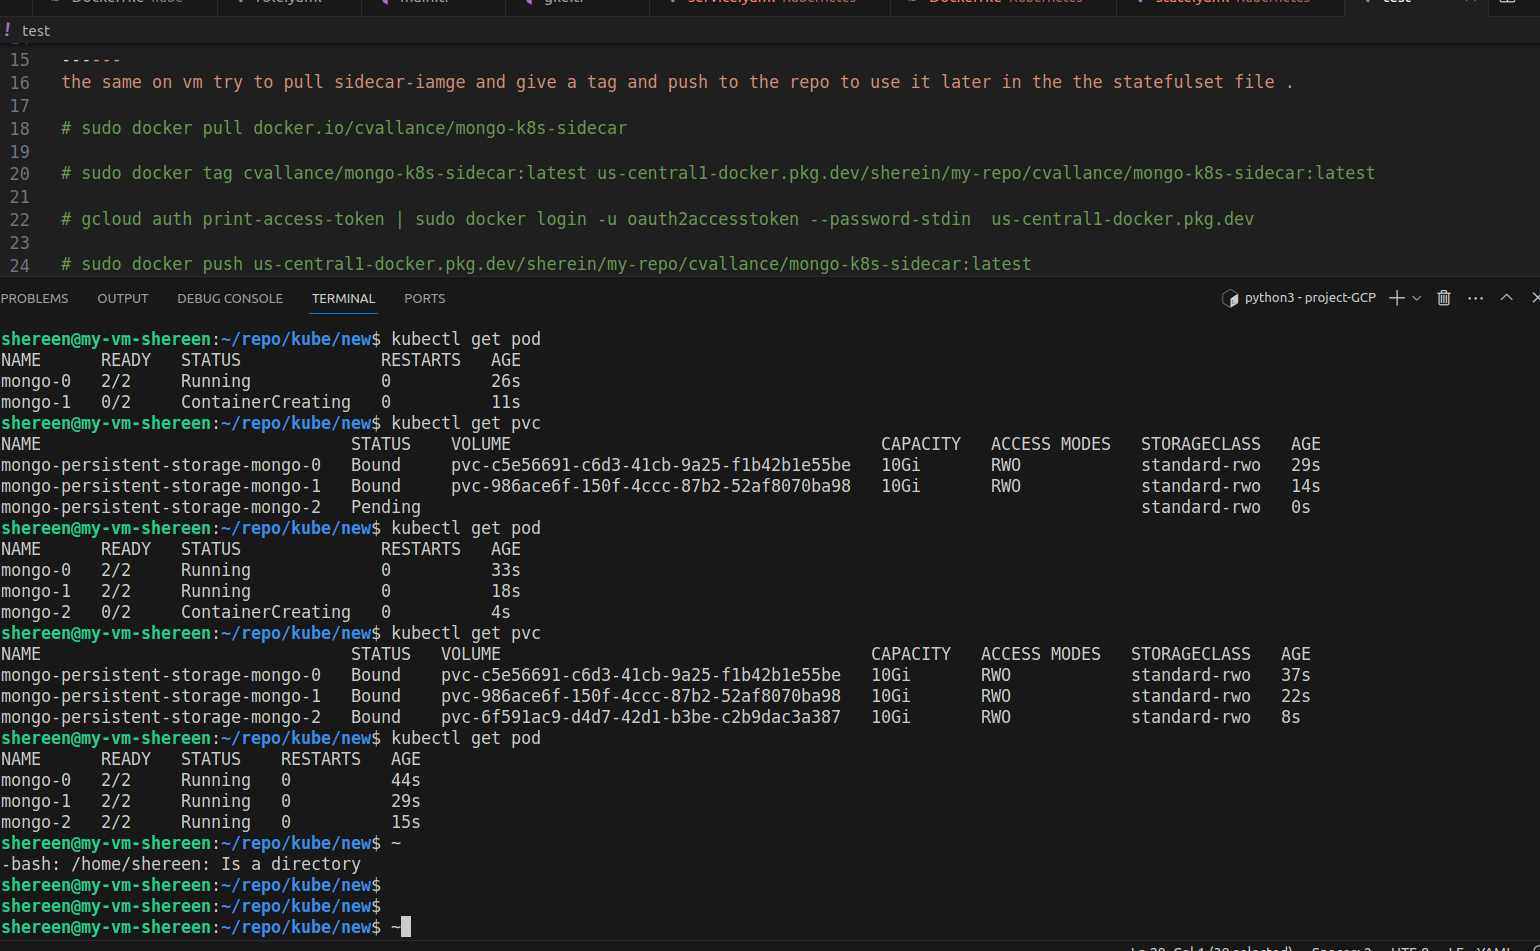 ! test
15 ------
16 the same on vm try to pull sidecar-iamge and give a tag and push to the repo to use it later in the the statefulset file .
17
18 # sudo docker pull docker.io/cvallance/mongo-k8s-sidecar
19
20 # sudo docker tag cvallance/mongo-k8s-sidecar:latest us-central1-docker.pkg.dev/sherein/my-repo/cvallance/mongo-k8s-sidecar:latest
21
22 # gcloud auth print-access-token | sudo docker login -u oauth2accesstoken --password-stdin  us-central1-docker.pkg.dev
23
24 # sudo docker push us-central1-docker.pkg.dev/sherein/my-repo/cvallance/mongo-k8s-sidecar:latest
PROBLEMS OUTPUT DEBUG CONSOLE TERMINAL PORTS python3 - project-GCP
shereen@my-vm-shereen:~/repo/kube/new$ kubectl get pod
NAME READY STATUS RESTARTS AGE
mongo-0 2/2 Running 0 26s
mongo-1 0/2 ContainerCreating 0 11s
shereen@my-vm-shereen:~/repo/kube/new$ kubectl get pvc
NAME STATUS VOLUME CAPACITY ACCESS MODES STORAGECLASS AGE
mongo-persistent-storage-mongo-0 Bound pvc-c5e56691-c6d3-41cb-9a25-f1b42b1e55be 10Gi RWO standard-rwo 29s
mongo-persistent-storage-mongo-1 Bound pvc-986ace6f-150f-4ccc-87b2-52af8070ba98 10Gi RWO standard-rwo 14s
mongo-persistent-storage-mongo-2 Pending standard-rwo 0s
shereen@my-vm-shereen:~/repo/kube/new$ kubectl get pod
NAME READY STATUS RESTARTS AGE
mongo-0 2/2 Running 0 33s
mongo-1 2/2 Running 0 18s
mongo-2 0/2 ContainerCreating 0 4s
shereen@my-vm-shereen:~/repo/kube/new$ kubectl get pvc
NAME STATUS VOLUME CAPACITY ACCESS MODES STORAGECLASS AGE
mongo-persistent-storage-mongo-0 Bound pvc-c5e56691-c6d3-41cb-9a25-f1b42b1e55be 10Gi RWO standard-rwo 37s
mongo-persistent-storage-mongo-1 Bound pvc-986ace6f-150f-4ccc-87b2-52af8070ba98 10Gi RWO standard-rwo 22s
mongo-persistent-storage-mongo-2 Bound pvc-6f591ac9-d4d7-42d1-b3be-c2b9dac3a387 10Gi RWO standard-rwo 8s
shereen@my-vm-shereen:~/repo/kube/new$ kubectl get pod
NAME READY STATUS RESTARTS AGE
mongo-0 2/2 Running 0 44s
mongo-1 2/2 Running 0 29s
mongo-2 2/2 Running 0 15s
shereen@my-vm-shereen:~/repo/kube/new$ ~
-bash: /home/shereen: Is a directory
shereen@my-vm-shereen:~/repo/kube/new$
shereen@my-vm-shereen:~/repo/kube/new$
shereen@my-vm-shereen:~/repo/kube/new$ ~